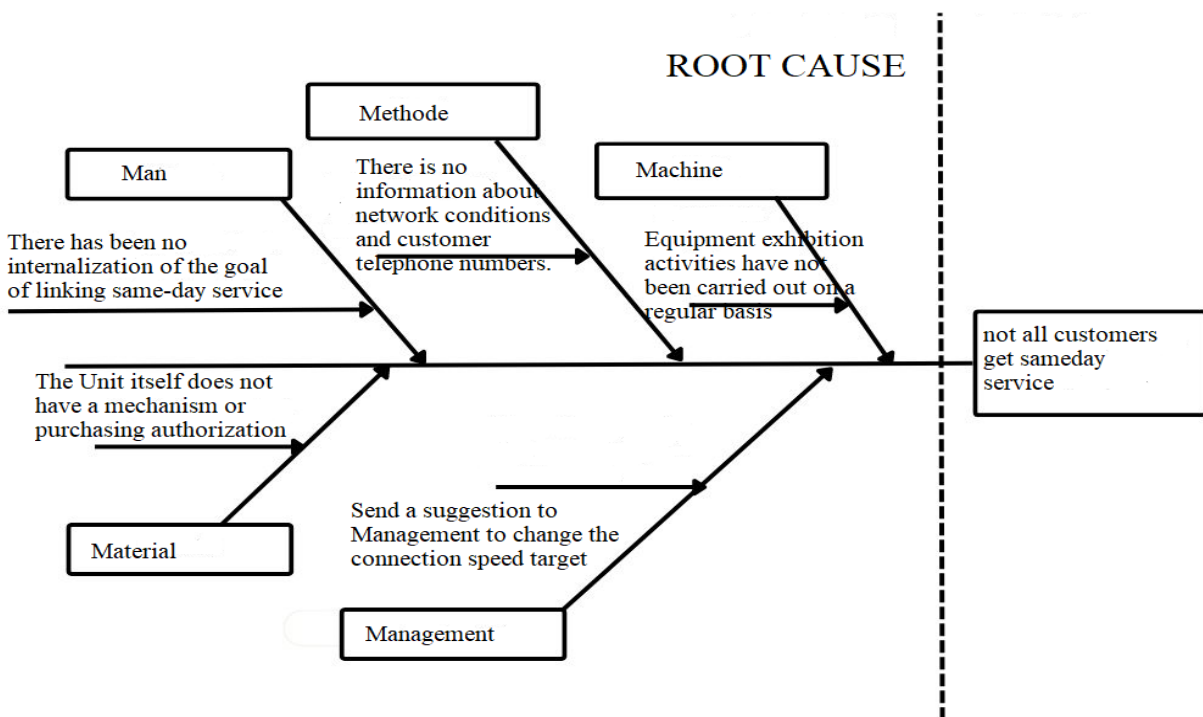 ROOT CAUSE
Methode
Man
Machine
There is no
information about
network conditions
and customer
telephone numbers.
There has been no
internalization of the goal
of linking same-day service
Equipment exhibition
activities have not
been carried out on a
regular basis
not all customers
get sameday
service
The Unit itself does not
have a mechanism or
purchasing authorization
Send a suggestion to
Management to change the
connection speed target
Material
Management